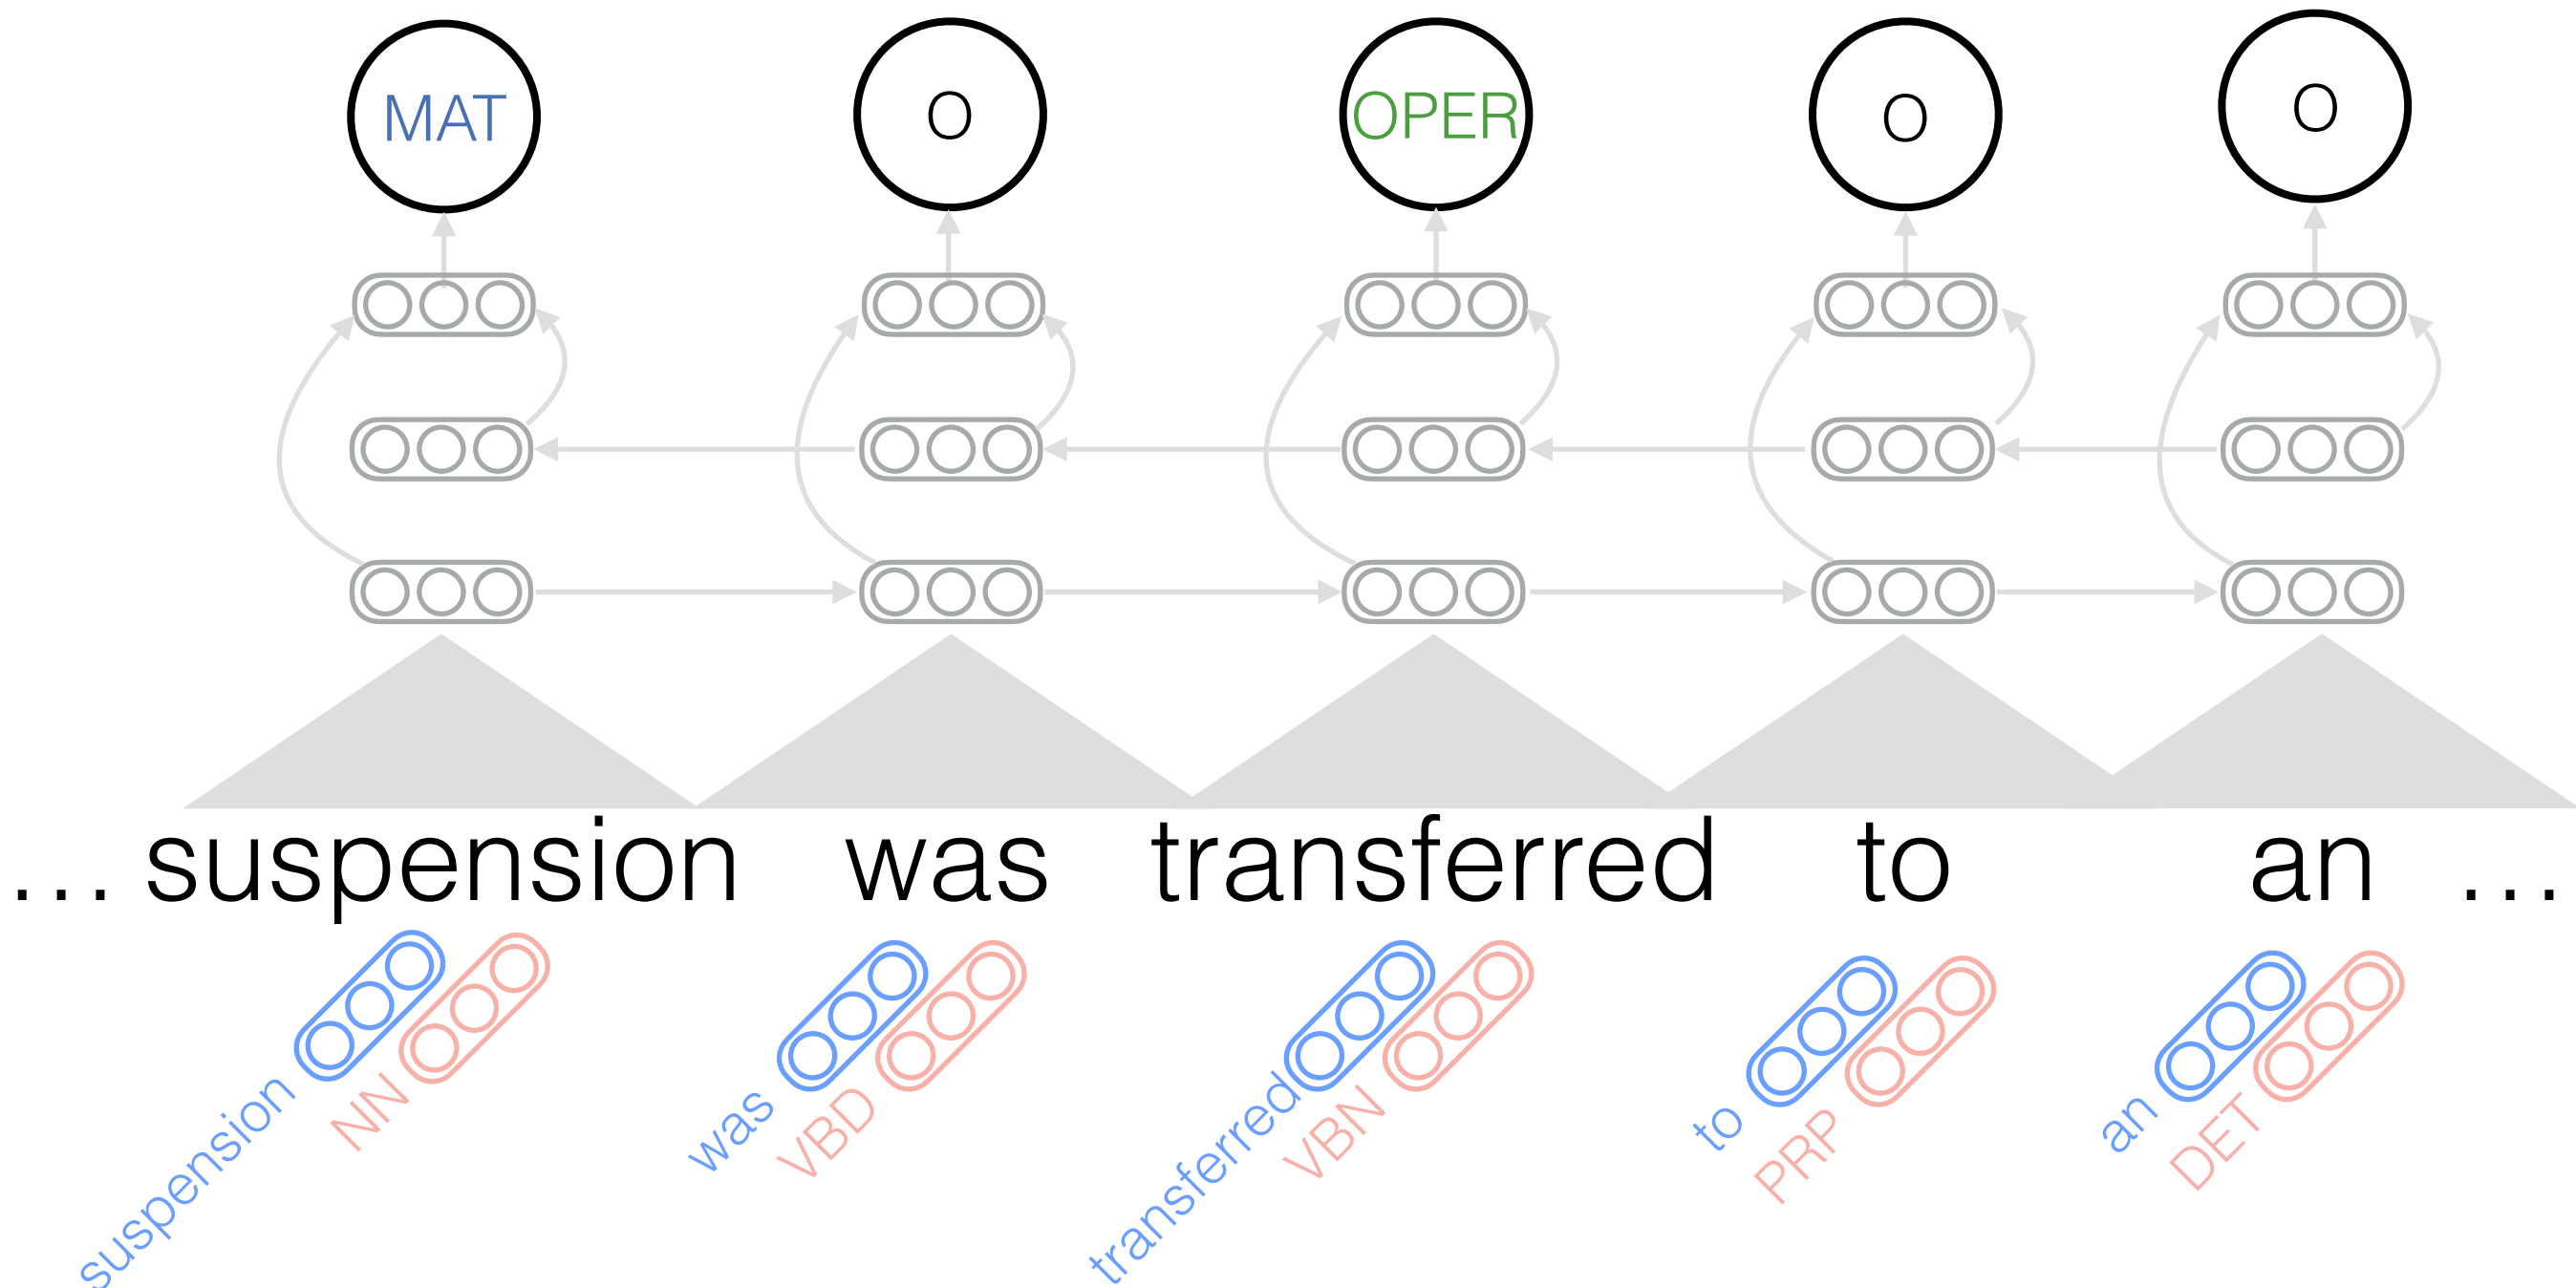 MAT O OPER O O
... suspension was transferred to an ...
suspension NN was VBD transferred VBN to PRP an DET